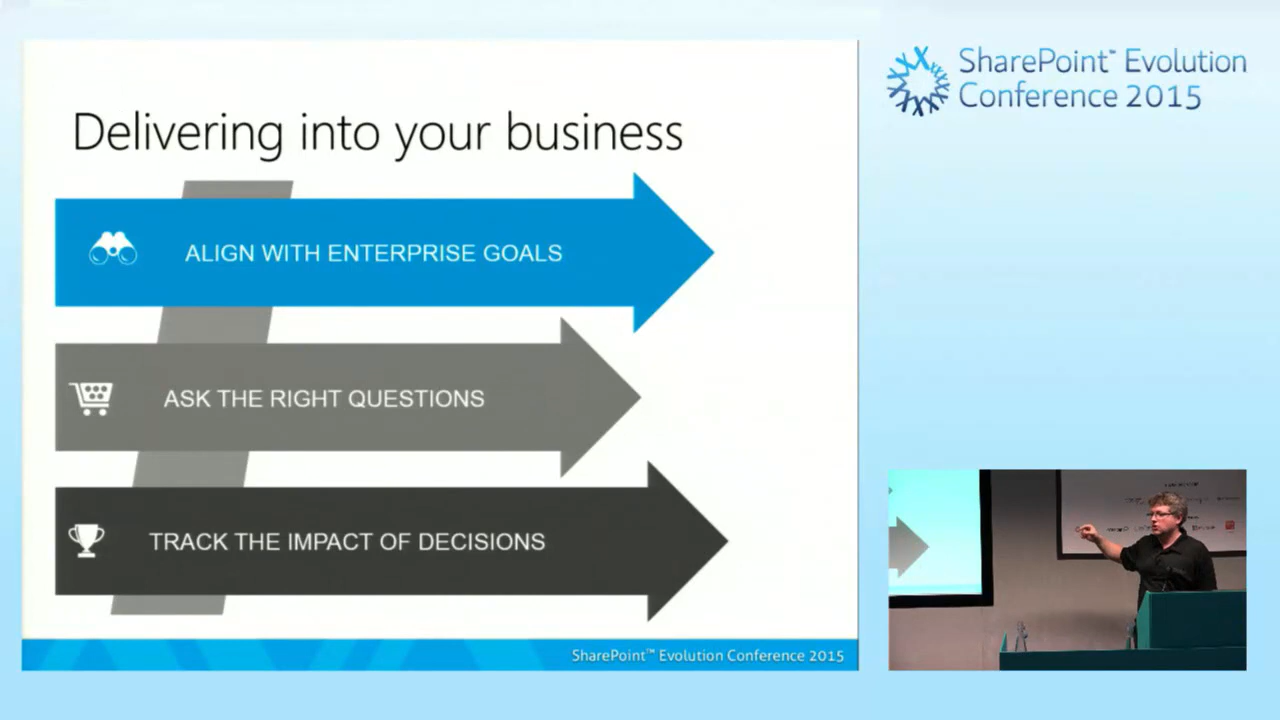 Delivering into your business
ALIGN WITH ENTERPRISE GOALS
ASK THE RIGHT QUESTIONS
TRACK THE IMPACT OF DECISIONS
SharePoint™ Evolution Conference 2015
SharePoint™ Evolution
Conference 2015